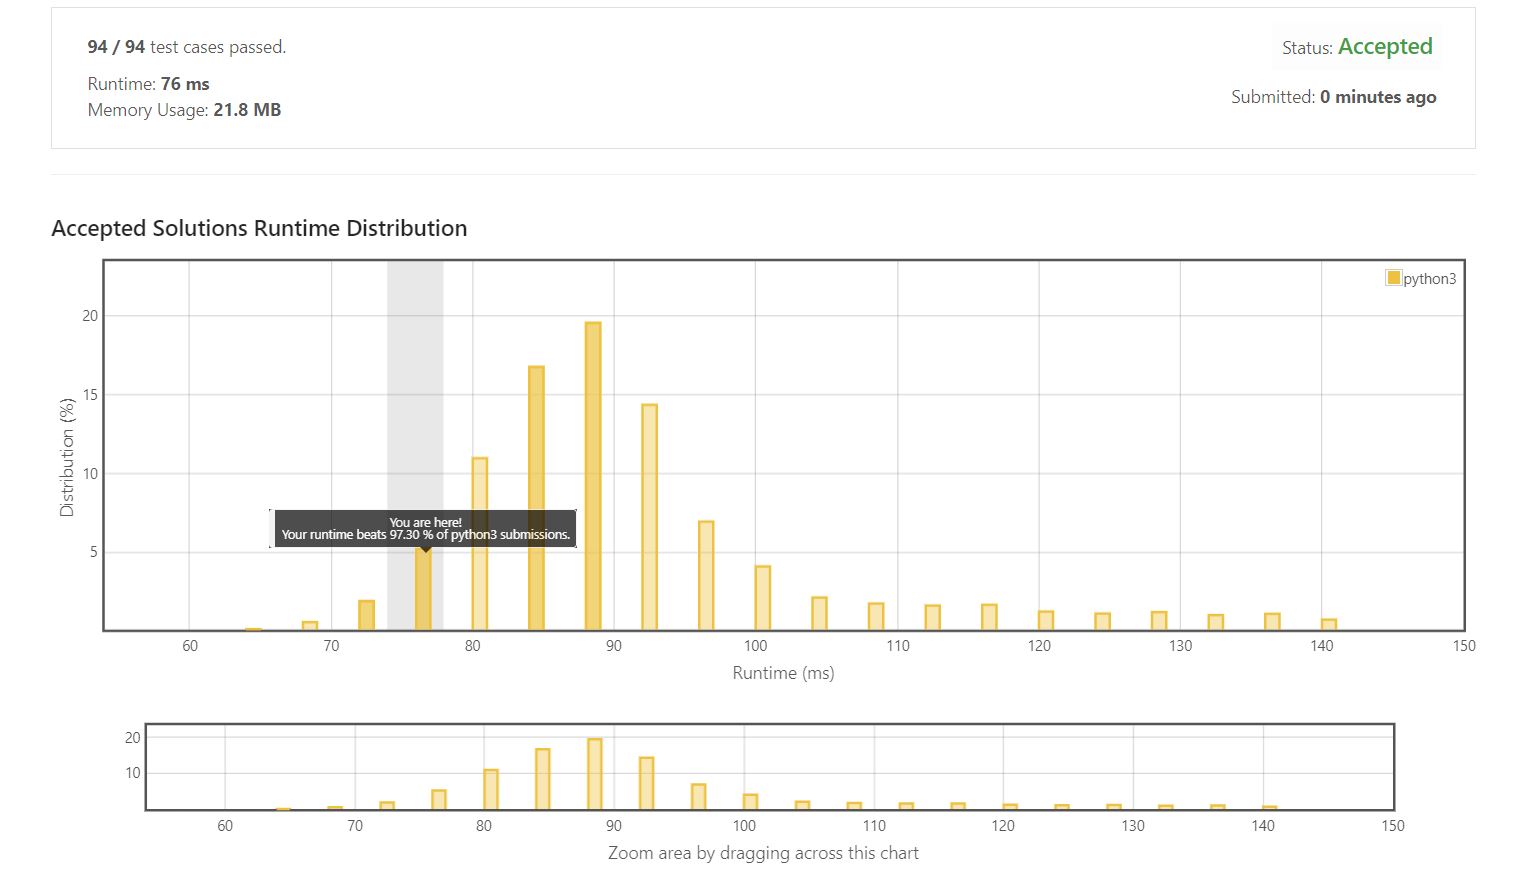 94 / 94 test cases passed.
Status: Accepted
Runtime: 76 ms
Memory Usage: 21.8 MB
Submitted: 0 minutes ago
Accepted Solutions Runtime Distribution
python3
20
15
10
5
Distribution (%)
You are here!
Your runtime beats 97.30 % of python3 submissions.
60 70 80 90 100 110 120 130 140 150
Runtime (ms)
20
10
60 70 80 90 100 110 120 130 140 150
Zoom area by dragging across this chart